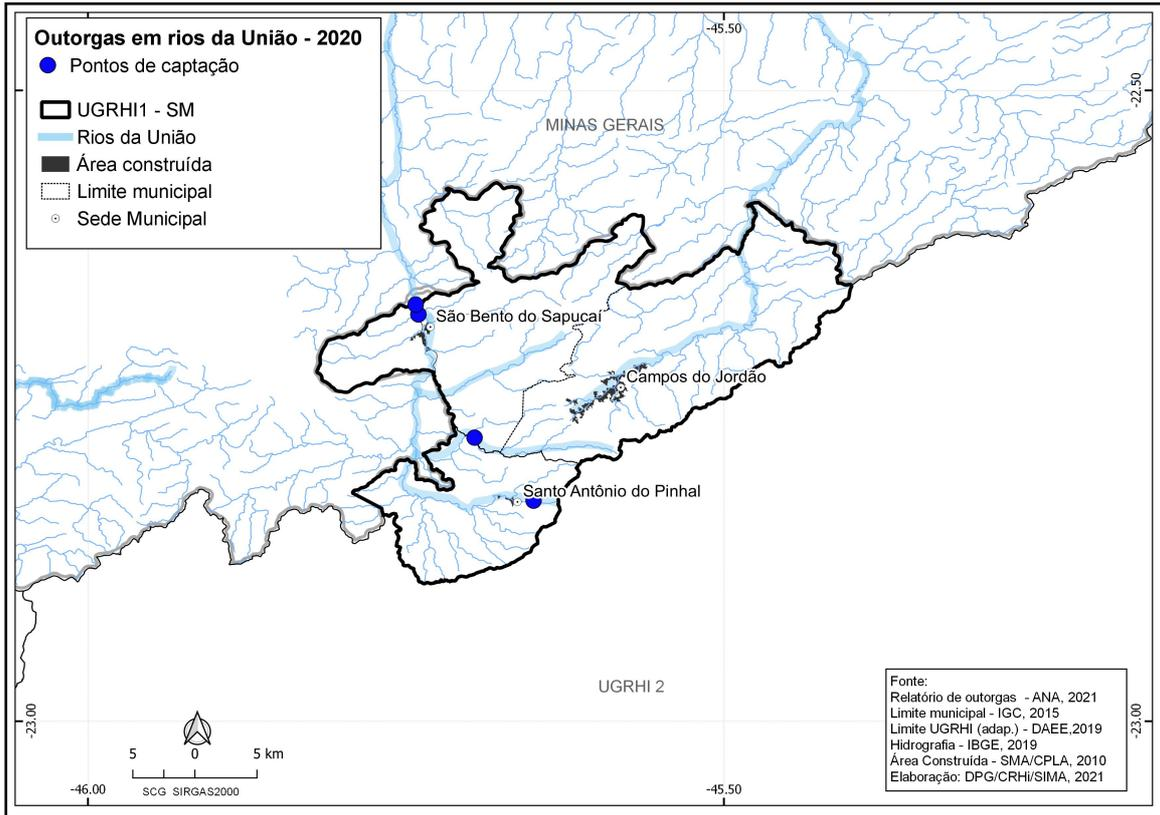 Outorgas em rios da União - 2020
Pontos de captação
UGRHI1 - SM
Rios da União
Área construída
Limite municipal
Sede Municipal
-45.50
-22.50
MINAS GERAIS
São Bento do Sapucaí
Campos do Jordão
Santo Antônio do Pinhal
UGRHI 2
Fonte:
Relatório de outorgas - ANA, 2021
Limite municipal - IGC, 2015
Limite UGRHI (adap.) - DAEE,2019
Hidrografia - IBGE, 2019
Área Construída - SMA/CPLA, 2010
Elaboração: DPG/CRHi/SIMA, 2021
-23.00
-23.00
5 0 5 km
SCG SIRGAS2000
-46.00
-45.50